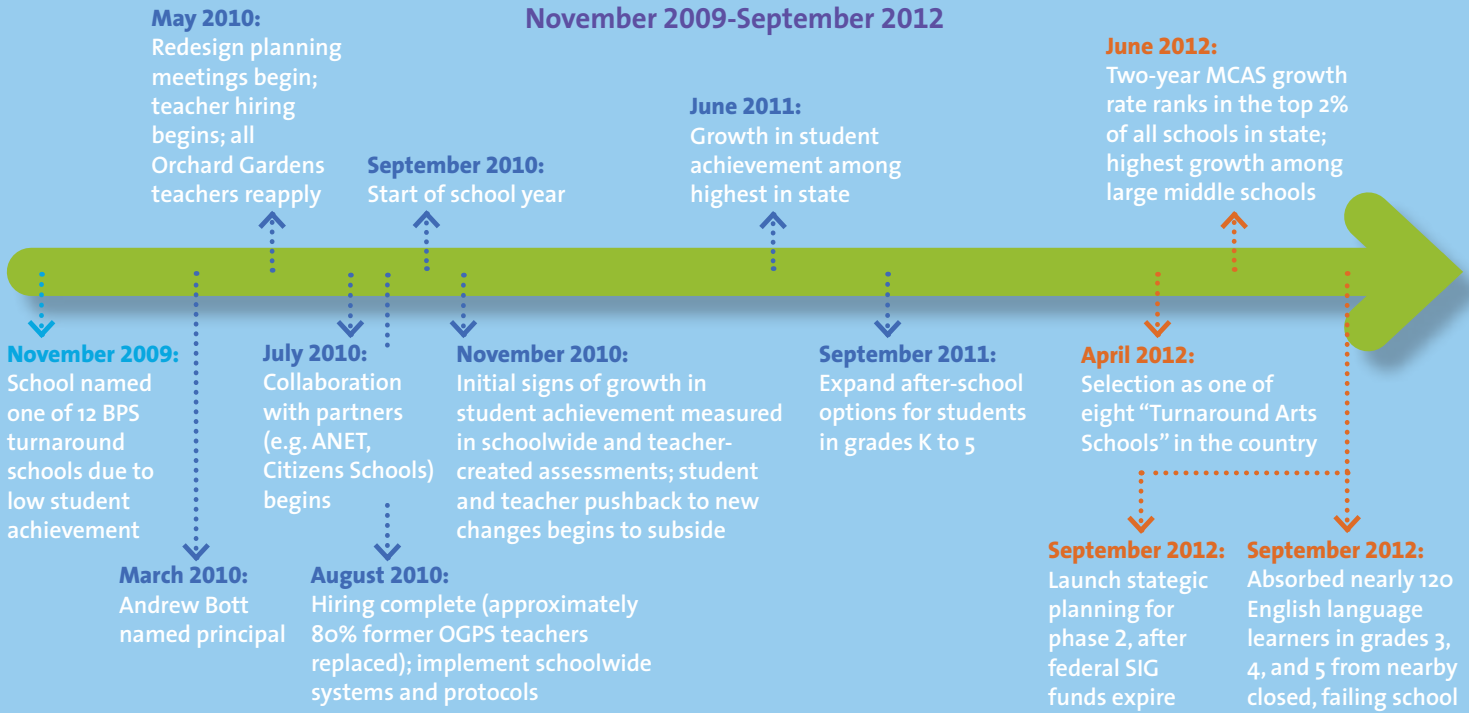 November 2009-September 2012
May 2010:
Redesign planning
meetings begin;
teacher hiring
begins; all
Orchard Gardens
teachers reapply
September 2010:
Start of school year
June 2011:
Growth in student
achievement among
highest in state
June 2012:
Two-year MCAS growth
rate ranks in the top 2%
of all schools in state;
highest growth among
large middle schools
November 2009:
School named
one of 12 BPS
turnaround
schools due to
low student
achievement
July 2010:
Collaboration
with partners
(e.g. ANET,
Citizens Schools)
begins
November 2010:
Initial signs of growth in
student achievement measured
in schoolwide and teacher-
created assessments; student
and teacher pushback to new
changes begins to subside
September 2011:
Expand after-school
options for students
in grades K to 5
April 2012:
Selection as one of
eight “Turnaround Arts
Schools” in the country
March 2010:
Andrew Bott
named principal
August 2010:
Hiring complete (approximately
80% former OGPS teachers
replaced); implement schoolwide
systems and protocols
September 2012:
Launch stategic
planning for
phase 2, after
federal SIG
funds expire
September 2012:
Absorbed nearly 120
English language
learners in grades 3,
4, and 5 from nearby
closed, failing school